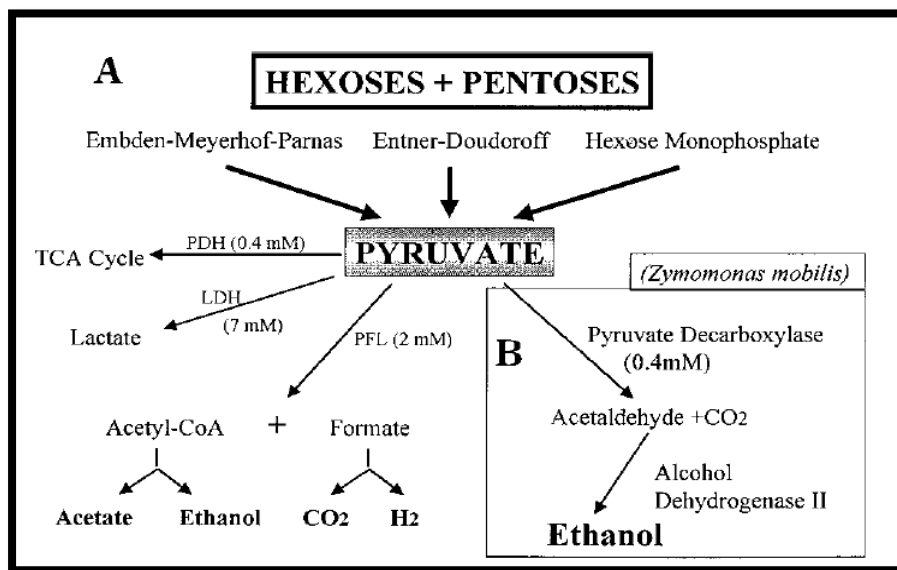 A
HEXOSES + PENTOSES
Embden-Meyerhof-Parnas Entner-Doudoroff Hexose Monophosphate
PYRUVATE
PDH (0.4 mM)
TCA Cycle
LDH
(7 mM)
Lactate
PFL (2 mM)
Acetyl-CoA + Formate
Acetate Ethanol CO2 H2
(Zymomonas mobilis)
B
Pyruvate Decarboxylase
(0.4mM)
Acetaldehyde +CO2
Alcohol
Dehydrogenase II
Ethanol